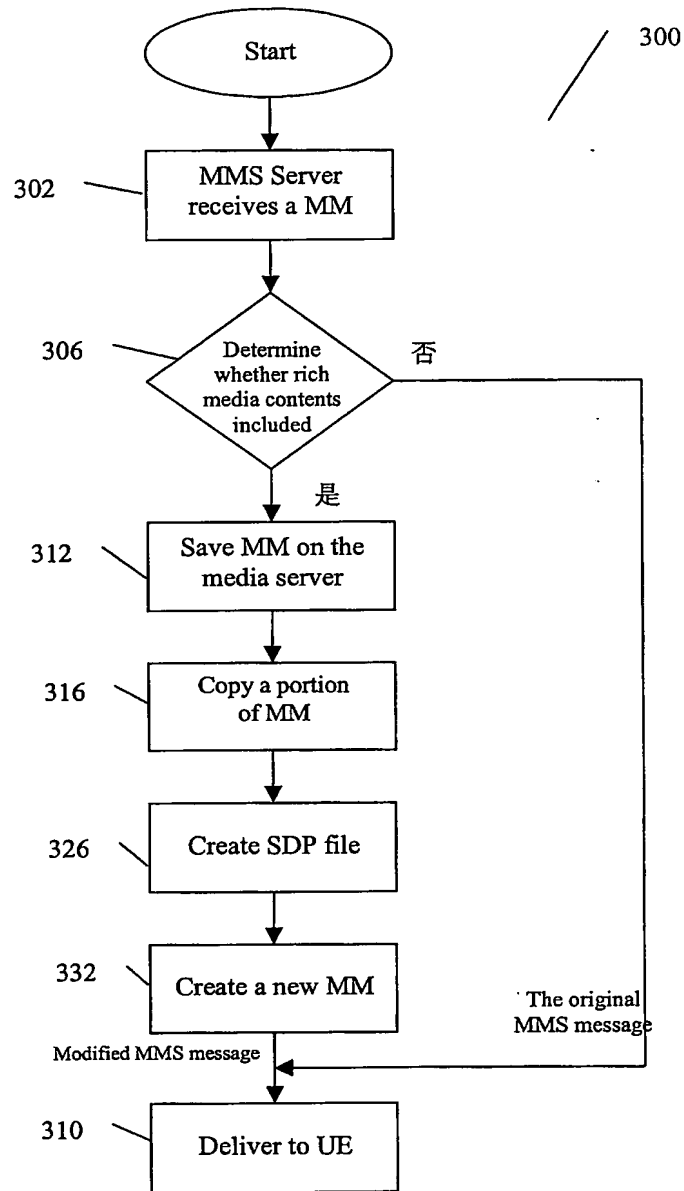 300
Start
302
MMS Server
receives a MM
306
Determine
whether rich
media contents
included
否
是
312
Save MM on the
media server
316
Copy a portion
of MM
326
Create SDP file
332
Create a new MM
The original
MMS message
Modified MMS message
310
Deliver to UE